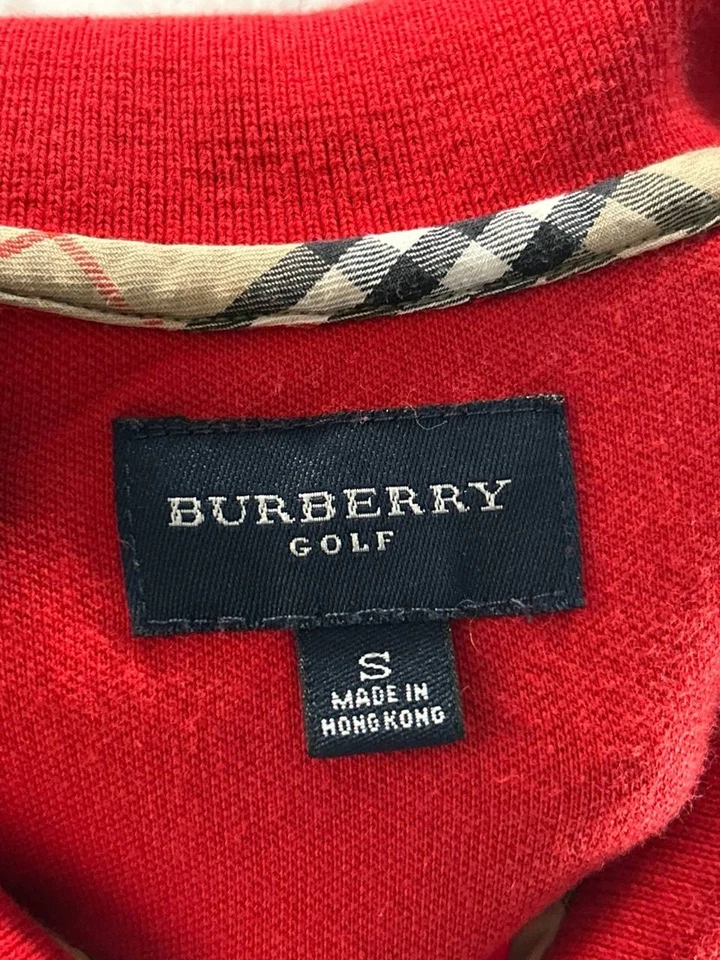 BURBERRY
GOLF
S
MADE IN
HONG KONG